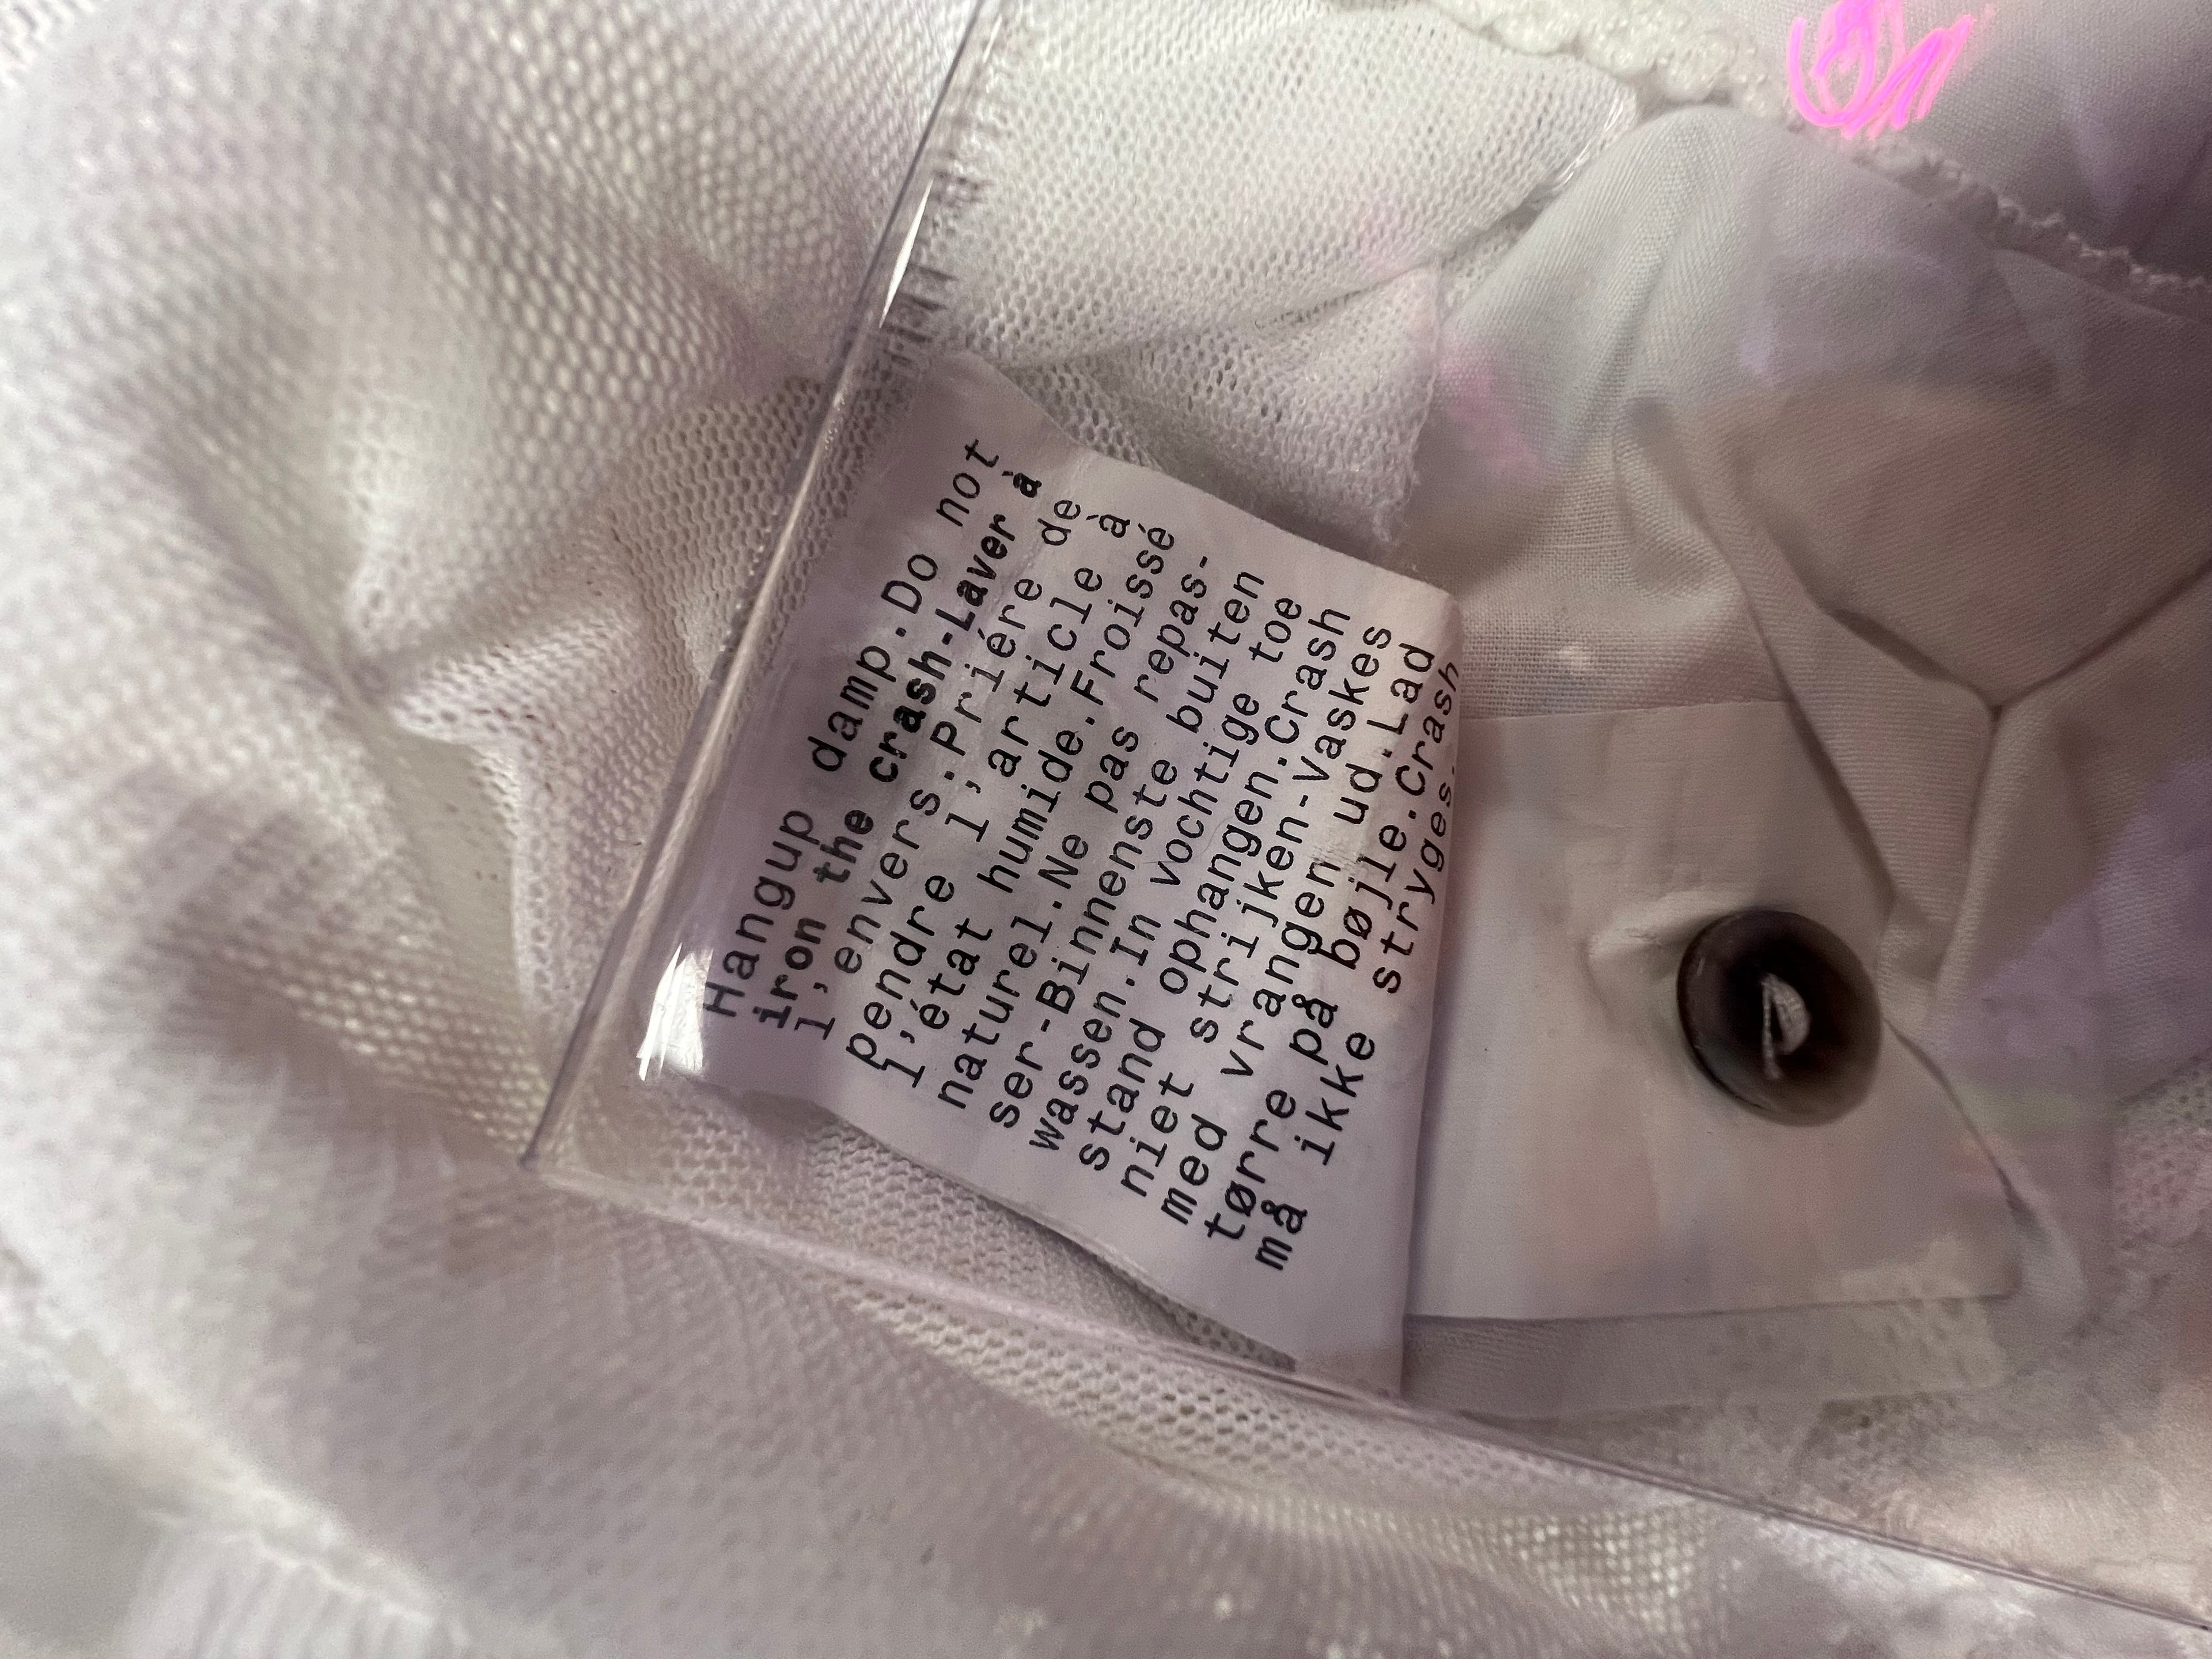 Hangup damp.Do not
iron the crash-Laver à
l'envers.Priére de
pendre l'article à
l'état humide.Froissé
naturel.Ne pas repas-
ser-Binnenste buiten
wassen.In vochtige toe
stand ophangen.Crash
niet strijken-Vaskes
med vrangen ud.Lad
tørre på bøjle.Crash
må ikke stryges.